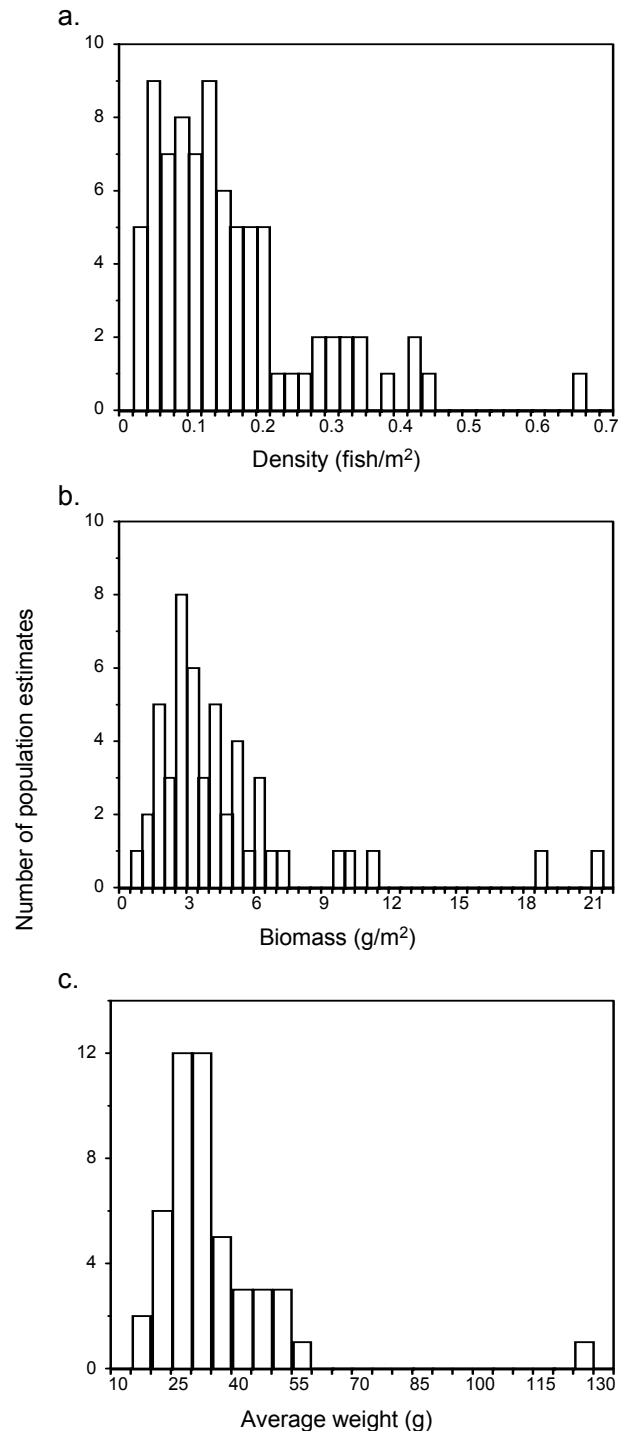 a.
10
8
6
4
2
0
0 0.1 0.2 0.3 0.4 0.5 0.6 0.7
Density (fish/m²)
b.
Number of population estimates
10
8
6
4
2
0
0 3 6 9 12 15 18 21
Biomass (g/m²)
c.
12
8
4
0
10 25 40 55 70 85 100 115 130
Average weight (g)